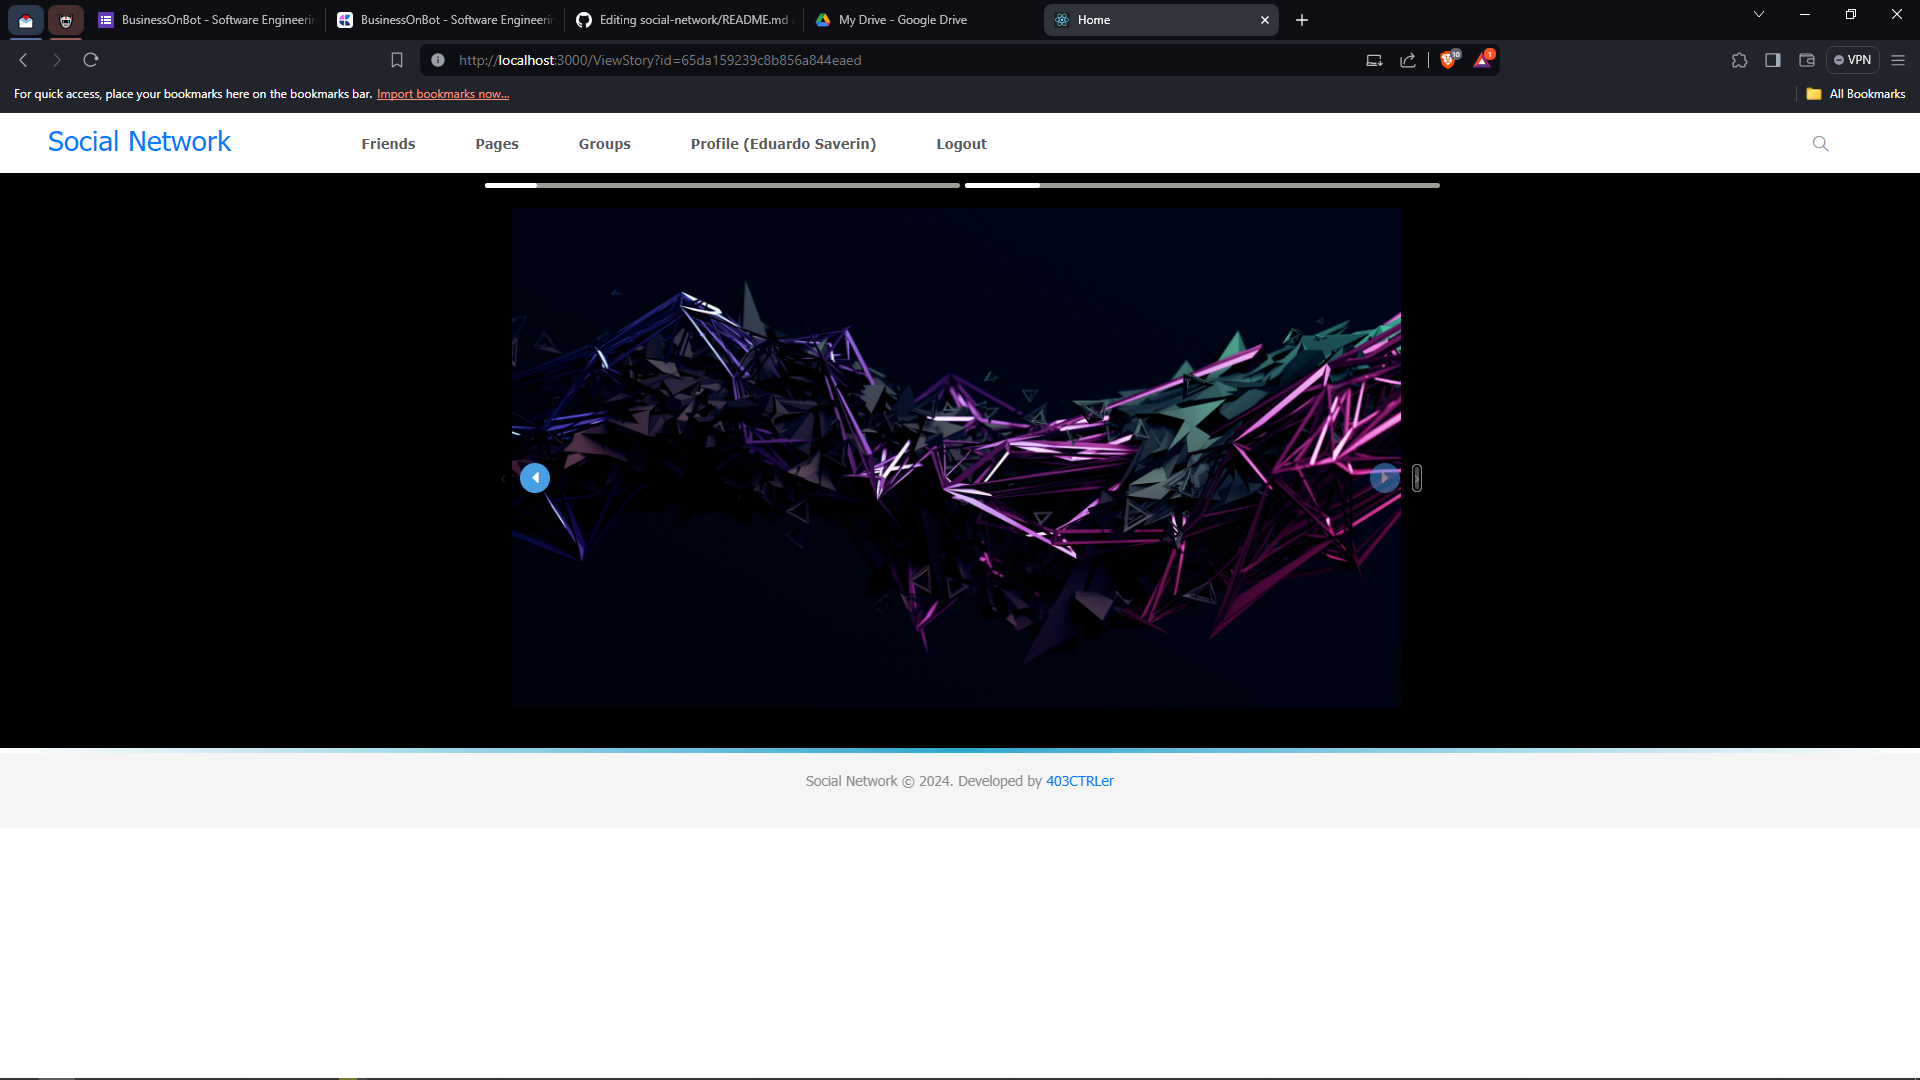 BusinessOnBot - Software Engineerin
BusinessOnBot - Software Engineerin
Editing social-network/README.md
My Drive - Google Drive
Home
http://localhost:3000/ViewStory?id=65da159239c8b856a844eaed
10
1
VPN
For quick access, place your bookmarks here on the bookmarks bar. Import bookmarks now...
All Bookmarks
Social Network
Friends
Pages
Groups
Profile (Eduardo Saverin)
Logout
Social Network © 2024. Developed by 403CTRLer